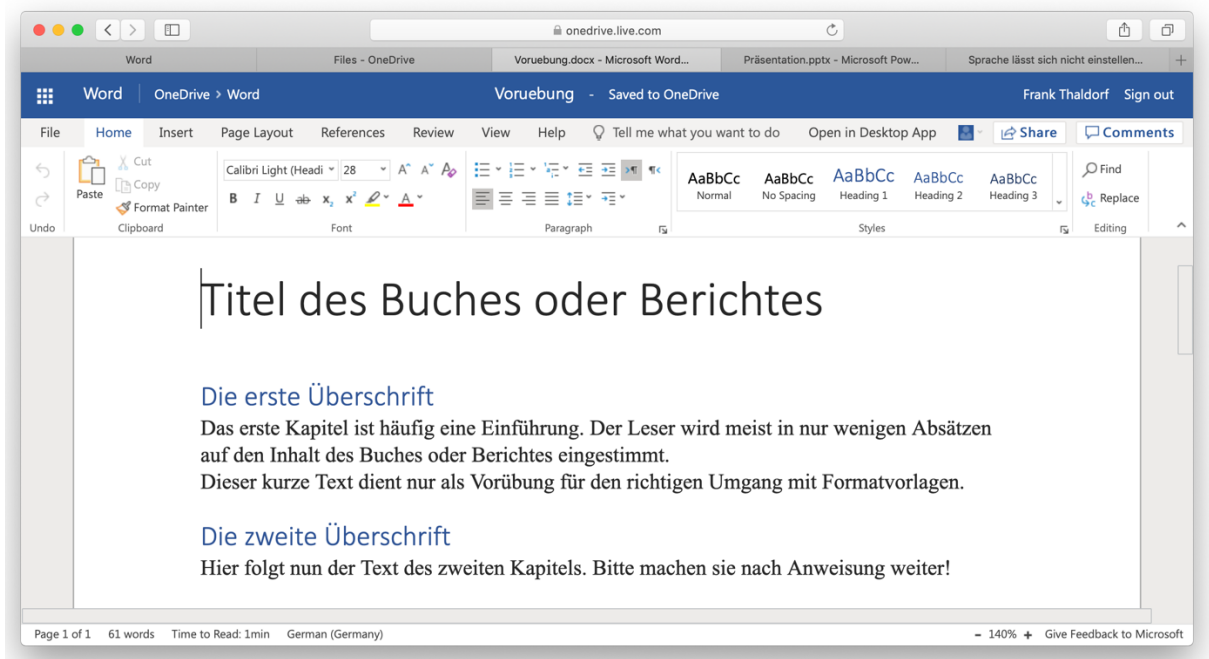 onedrive.live.com
Word Files - OneDrive Voruebung.docx - Microsoft Word... Präsentation.pptx - Microsoft Pow... Sprache lässt sich nicht einstellen... +
Word OneDrive > Word Voruebung - Saved to OneDrive Frank Thaldorf Sign out
File Home Insert Page Layout References Review View Help Tell me what you want to do Open in Desktop App Share Comments
Paste
Cut
Copy
Format Painter
Calibri Light (Headi 28 A^ A˅ A
B I U ab x₂ x² A
AaBbCc AaBbCc AaBbCc AaBbCc AaBbCc
Normal No Spacing Heading 1 Heading 2 Heading 3
Find
Replace
Undo Clipboard Font Paragraph Styles Editing
Titel des Buches oder Berichtes
Die erste Überschrift
Das erste Kapitel ist häufig eine Einführung. Der Leser wird meist in nur wenigen Absätzen
auf den Inhalt des Buches oder Berichtes eingestimmt.
Dieser kurze Text dient nur als Vorübung für den richtigen Umgang mit Formatvorlagen.
Die zweite Überschrift
Hier folgt nun der Text des zweiten Kapitels. Bitte machen sie nach Anweisung weiter!
Page 1 of 1 61 words Time to Read: 1min German (Germany) - 140% + Give Feedback to Microsoft